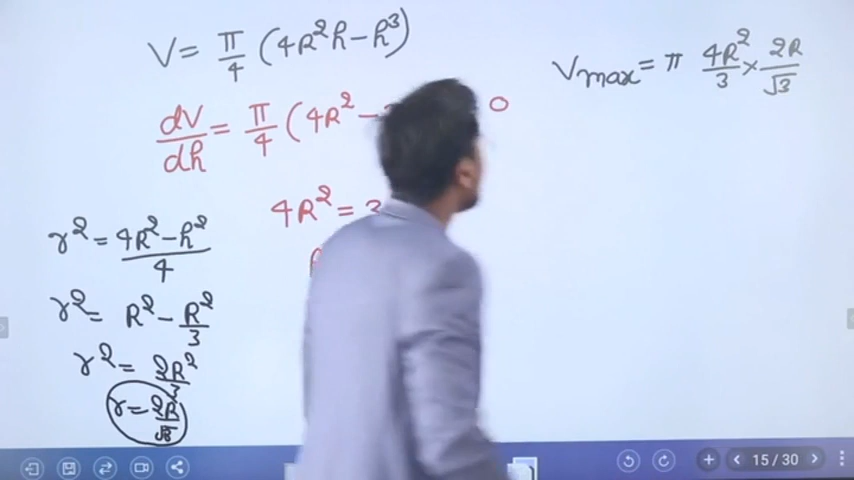 V = π/4 (4R²h − h³)
dV/dh = π/4 (4R² − 0
4R² = 3
r² = 4R² − h² / 4
r² = R² − R²/3
r² = 2R²/3
r = 2R/√3
Vmax = π 4R²/3 × 2R/√3
15 / 30